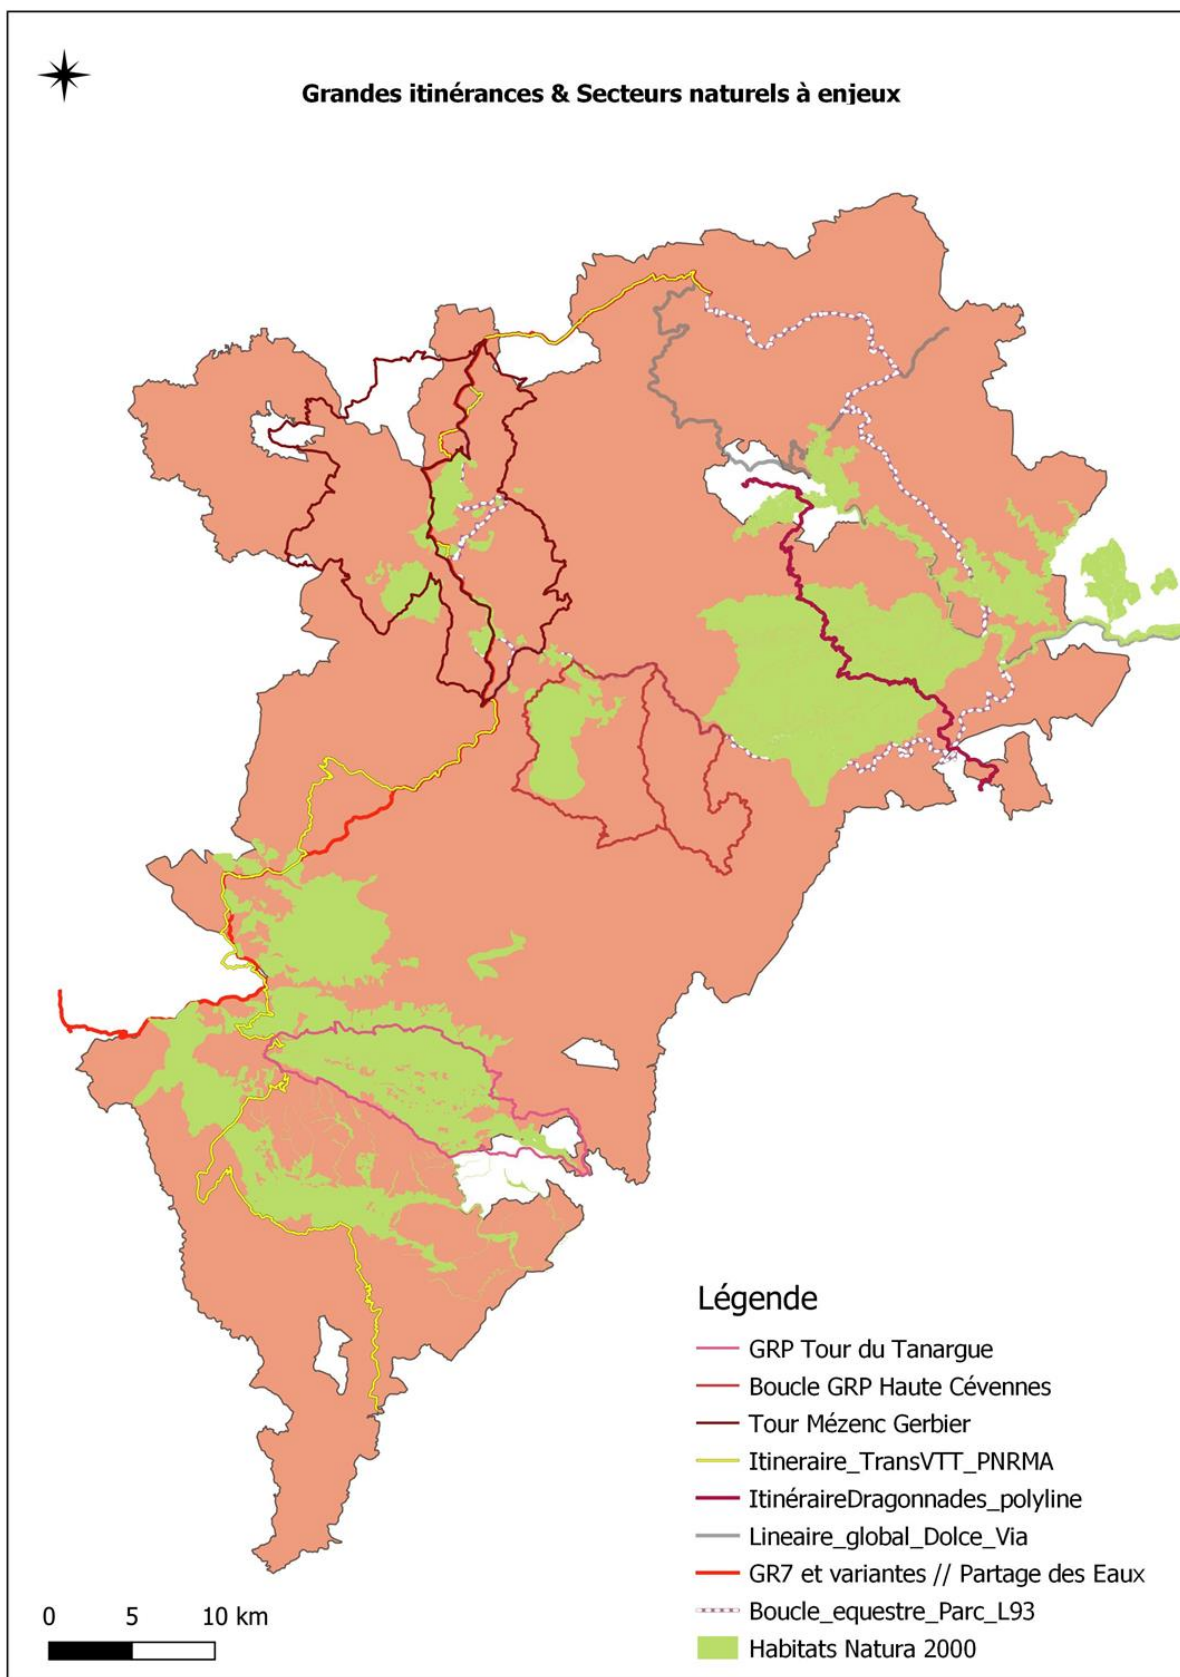 Grandes itinérances & Secteurs naturels à enjeux
Légende
GRP Tour du Tanargue
Boucle GRP Haute Cévennes
Tour Mézenc Gerbier
Itineraire_TransVTT_PNRMA
ItinéraireDragonnades_polyline
Lineaire_global_Dolce_Via
GR7 et variantes // Partage des Eaux
Boucle_equestre_Parc_L93
Habitats Natura 2000
0 5 10 km